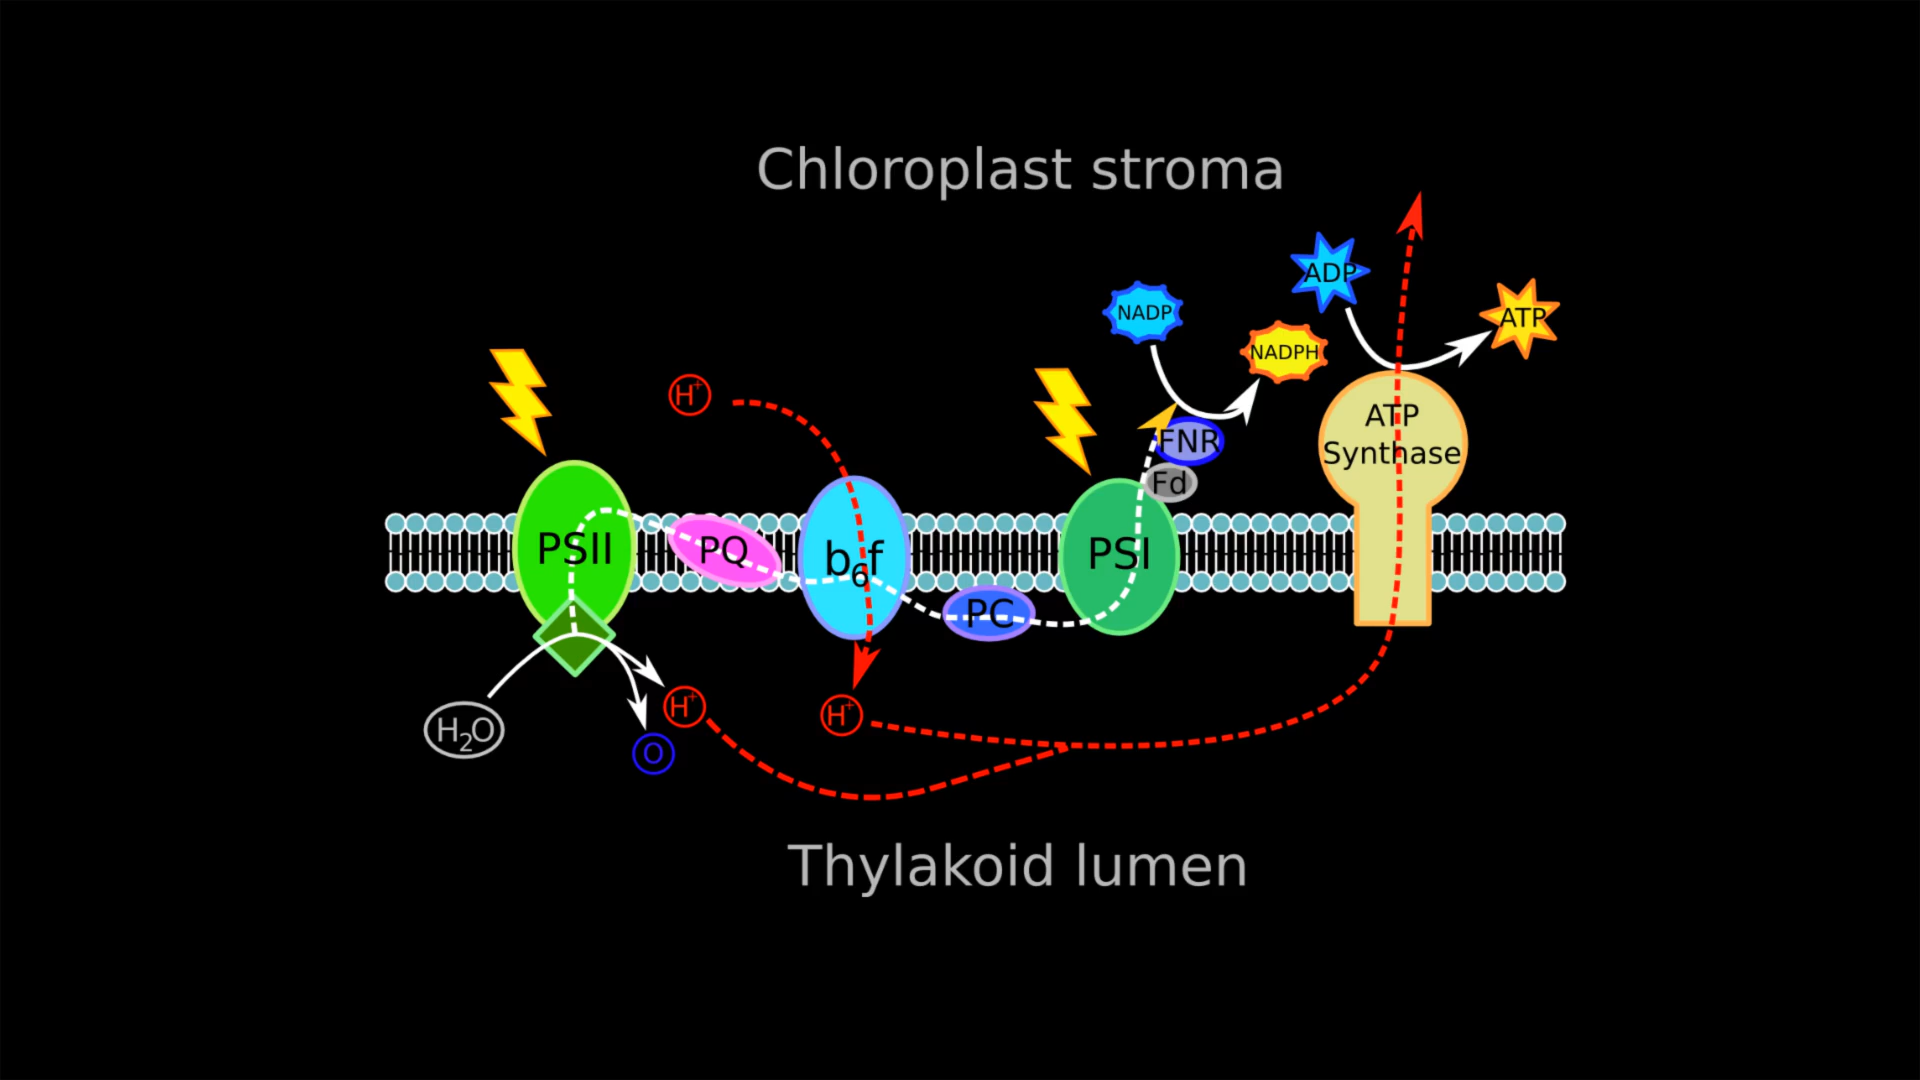 Chloroplast stroma
ADP
NADP
ATP
NADPH
H⁺
ATP
Synthase
FNR
Fd
PSII
PQ
b₆f
PSI
PC
H₂O
H⁺
H⁺
O
Thylakoid lumen